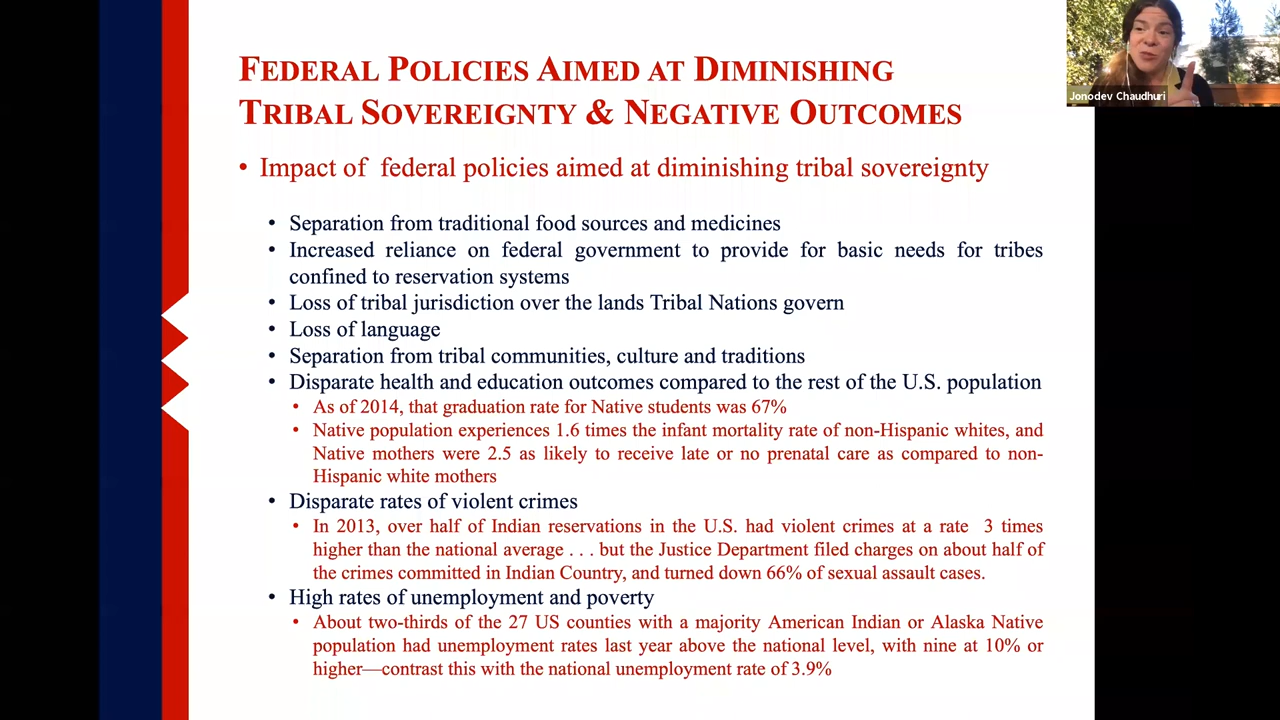 FEDERAL POLICIES AIMED AT DIMINISHING
TRIBAL SOVEREIGNTY & NEGATIVE OUTCOMES
Jonodev Chaudhuri
• Impact of federal policies aimed at diminishing tribal sovereignty
• Separation from traditional food sources and medicines
• Increased reliance on federal government to provide for basic needs for tribes
confined to reservation systems
• Loss of tribal jurisdiction over the lands Tribal Nations govern
• Loss of language
• Separation from tribal communities, culture and traditions
• Disparate health and education outcomes compared to the rest of the U.S. population
• As of 2014, that graduation rate for Native students was 67%
• Native population experiences 1.6 times the infant mortality rate of non-Hispanic whites, and
Native mothers were 2.5 as likely to receive late or no prenatal care as compared to non-
Hispanic white mothers
• Disparate rates of violent crimes
• In 2013, over half of Indian reservations in the U.S. had violent crimes at a rate 3 times
higher than the national average . . . but the Justice Department filed charges on about half of
the crimes committed in Indian Country, and turned down 66% of sexual assault cases.
• High rates of unemployment and poverty
• About two-thirds of the 27 US counties with a majority American Indian or Alaska Native
population had unemployment rates last year above the national level, with nine at 10% or
higher—contrast this with the national unemployment rate of 3.9%